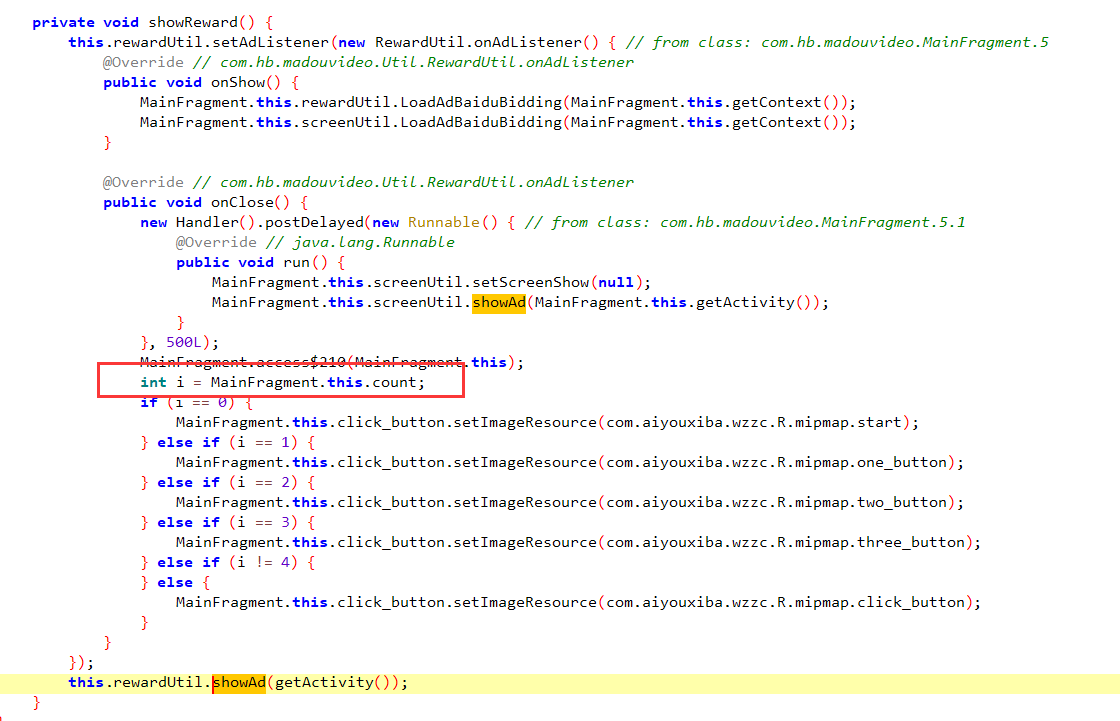 private void showReward() {
this.rewardUtil.setAdListener(new RewardUtil.onAdListener() { // from class: com.hb.madouvideo.MainFragment.5
@Override // com.hb.madouvideo.Util.RewardUtil.onAdListener
public void onShow() {
MainFragment.this.rewardUtil.LoadAdBaiduBidding(MainFragment.this.getContext());
MainFragment.this.screenUtil.LoadAdBaiduBidding(MainFragment.this.getContext());
}
@Override // com.hb.madouvideo.Util.RewardUtil.onAdListener
public void onClose() {
new Handler().postDelayed(new Runnable() { // from class: com.hb.madouvideo.MainFragment.5.1
@Override // java.lang.Runnable
public void run() {
MainFragment.this.screenUtil.setScreenShow(null);
MainFragment.this.screenUtil.showAd(MainFragment.this.getActivity());
}
}, 500L);
MainFragment.access$210(MainFragment.this);
int i = MainFragment.this.count;
if (i == 0) {
MainFragment.this.click_button.setImageResource(com.aiyouxiba.wzzc.R.mipmap.start);
} else if (i == 1) {
MainFragment.this.click_button.setImageResource(com.aiyouxiba.wzzc.R.mipmap.one_button);
} else if (i == 2) {
MainFragment.this.click_button.setImageResource(com.aiyouxiba.wzzc.R.mipmap.two_button);
} else if (i == 3) {
MainFragment.this.click_button.setImageResource(com.aiyouxiba.wzzc.R.mipmap.three_button);
} else if (i != 4) {
} else {
MainFragment.this.click_button.setImageResource(com.aiyouxiba.wzzc.R.mipmap.click_button);
}
}
});
this.rewardUtil.showAd(getActivity());
}